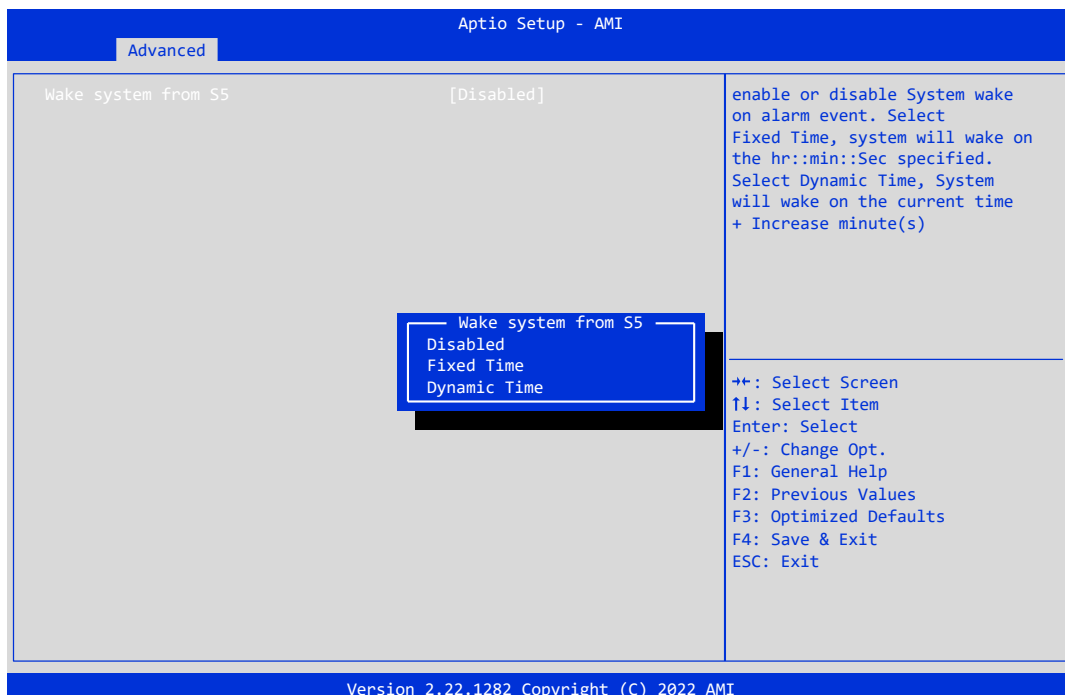 Aptio Setup - AMI
Advanced
Wake system from S5 [Disabled]
enable or disable System wake
on alarm event. Select
Fixed Time, system will wake on
the hr::min::Sec specified.
Select Dynamic Time, System
will wake on the current time
+ Increase minute(s)
Wake system from S5
Disabled
Fixed Time
Dynamic Time
→←: Select Screen
↑↓: Select Item
Enter: Select
+/-: Change Opt.
F1: General Help
F2: Previous Values
F3: Optimized Defaults
F4: Save & Exit
ESC: Exit
Version 2.22.1282 Copyright (C) 2022 AMI